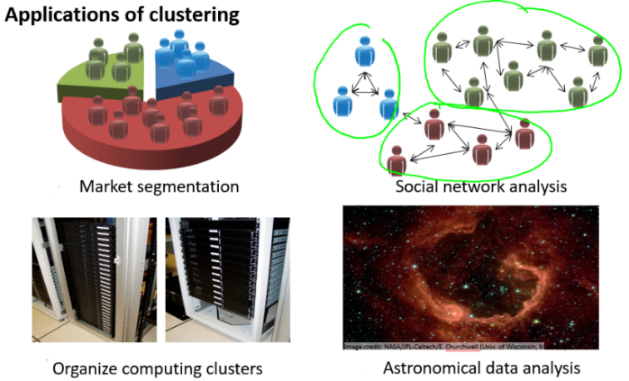 Applications of clustering
Market segmentation
Social network analysis
Image credit: NASA/JPL-Caltech/E. Churchwell (Univ. of Wisconsin, M
Organize computing clusters
Astronomical data analysis